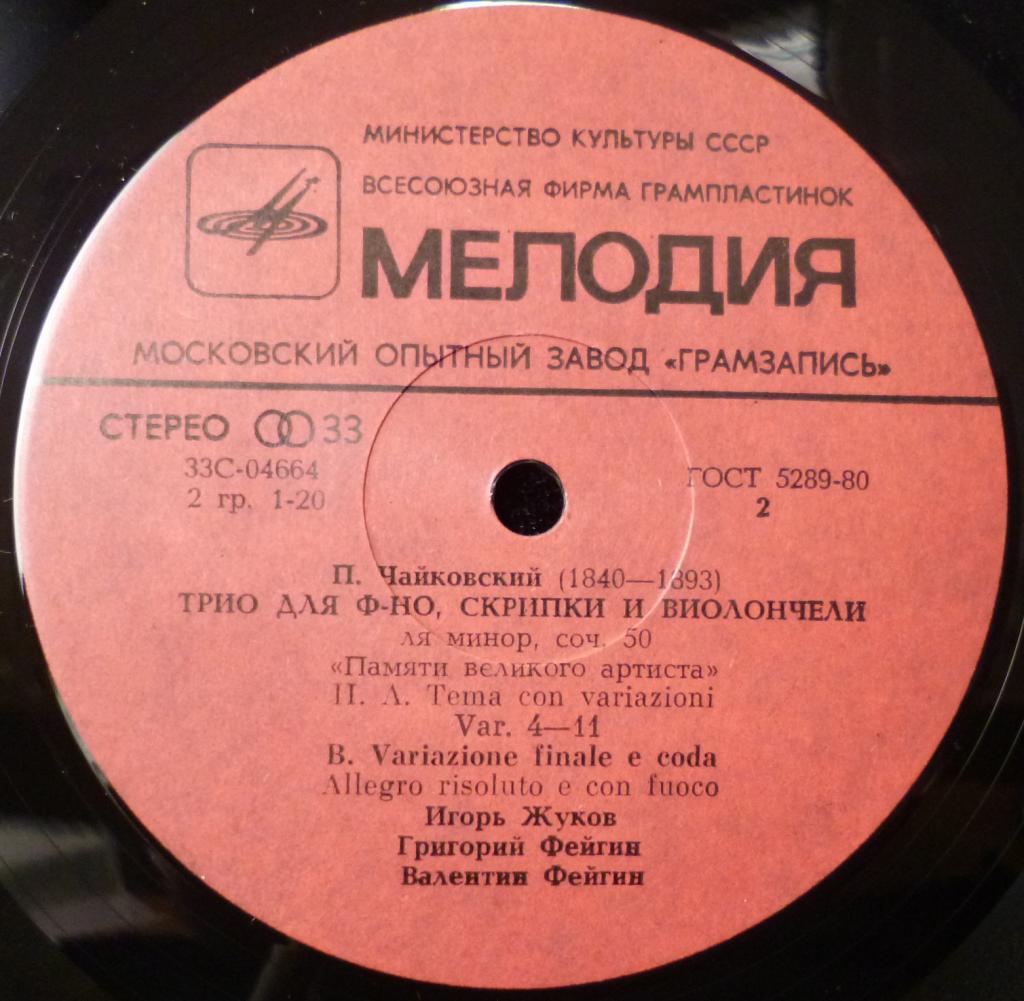 МИНИСТЕРСТВО КУЛЬТУРЫ СССР
ВСЕСОЮЗНАЯ ФИРМА ГРАМПЛАСТИНОК
МЕЛОДИЯ
МОСКОВСКИЙ ОПЫТНЫЙ ЗАВОД «ГРАМЗАПИСЬ»
СТЕРЕО 33
33С-04664
2 гр. 1-20
ГОСТ 5289-80
2
П. Чайковский (1840—1893)
ТРИО ДЛЯ Ф-НО, СКРИПКИ И ВИОЛОНЧЕЛИ
ля минор, соч. 50
«Памяти великого артиста»
II. A. Tema con variazioni
Var. 4—11
B. Variazione finale e coda
Allegro risoluto e con fuoco
Игорь Жуков
Григорий Фейгин
Валентин Фейгин